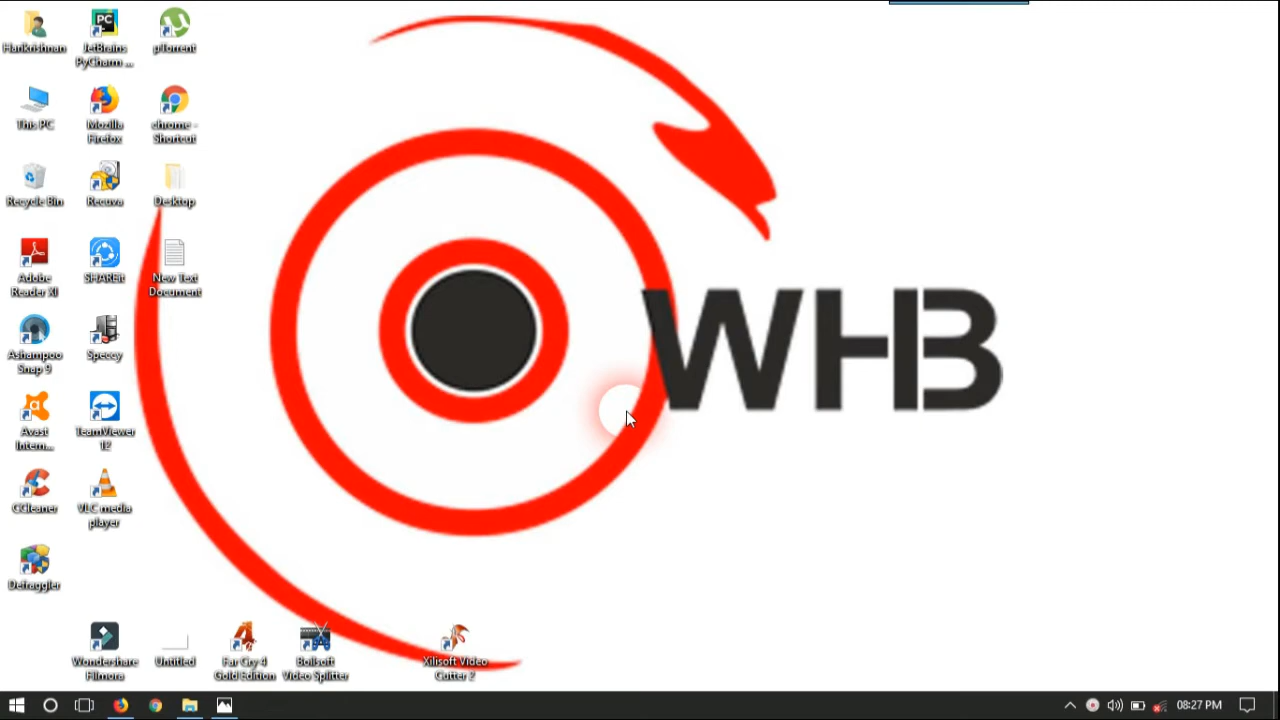 Harikrishnan
This PC
Recycle Bin
Adobe
Reader XI
Ashampoo
Snap 9
Avast
Intern...
CCleaner
Defraggler
PC
JetBrains
PyCharm ...
Mozilla
Firefox
Recuva
SHAREit
Speccy
TeamViewer
12
VLC media
player
Wondershare
Filmora
µTorrent
chrome -
Shortcut
Desktop
New Text
Document
Untitled
Far Cry 4
Gold Edition
Boilsoft
Video Splitter
Xilisoft Video
Cutter 2
WHB
08:27 PM